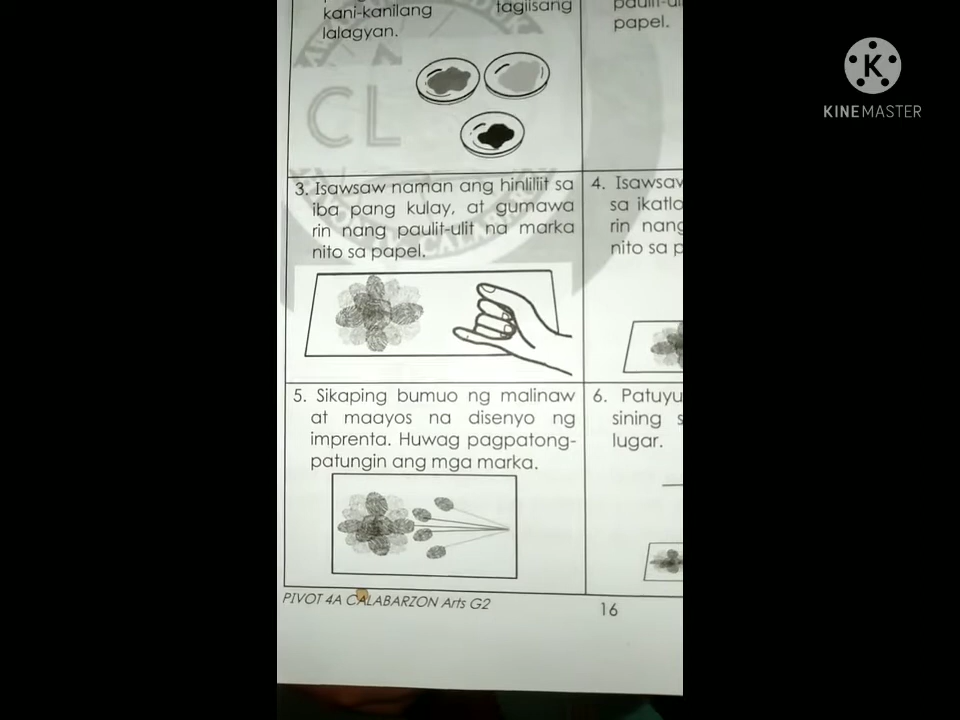 kani-kanilang tagiisang
lalagyan.
papel.
CL
3. Isawsaw naman ang hinliliit sa
iba pang kulay, at gumawa
rin nang paulit-ulit na marka
nito sa papel.
4. Isawsaw
sa ikatlo
rin nang
nito sa p
5. Sikaping bumuo ng malinaw
at maayos na disenyo ng
imprenta. Huwag pagpatong-
patungin ang mga marka.
6. Patuyu
sining s
lugar.
PIVOT 4A CALABARZON Arts G2
16
K
KINEMASTER